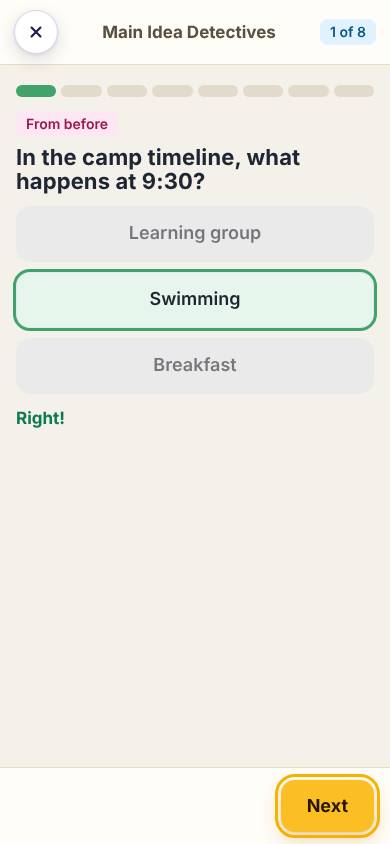 Main Idea Detectives
1 of 8
From before
In the camp timeline, what
happens at 9:30?
Learning group
Swimming
Breakfast
Right!
Next